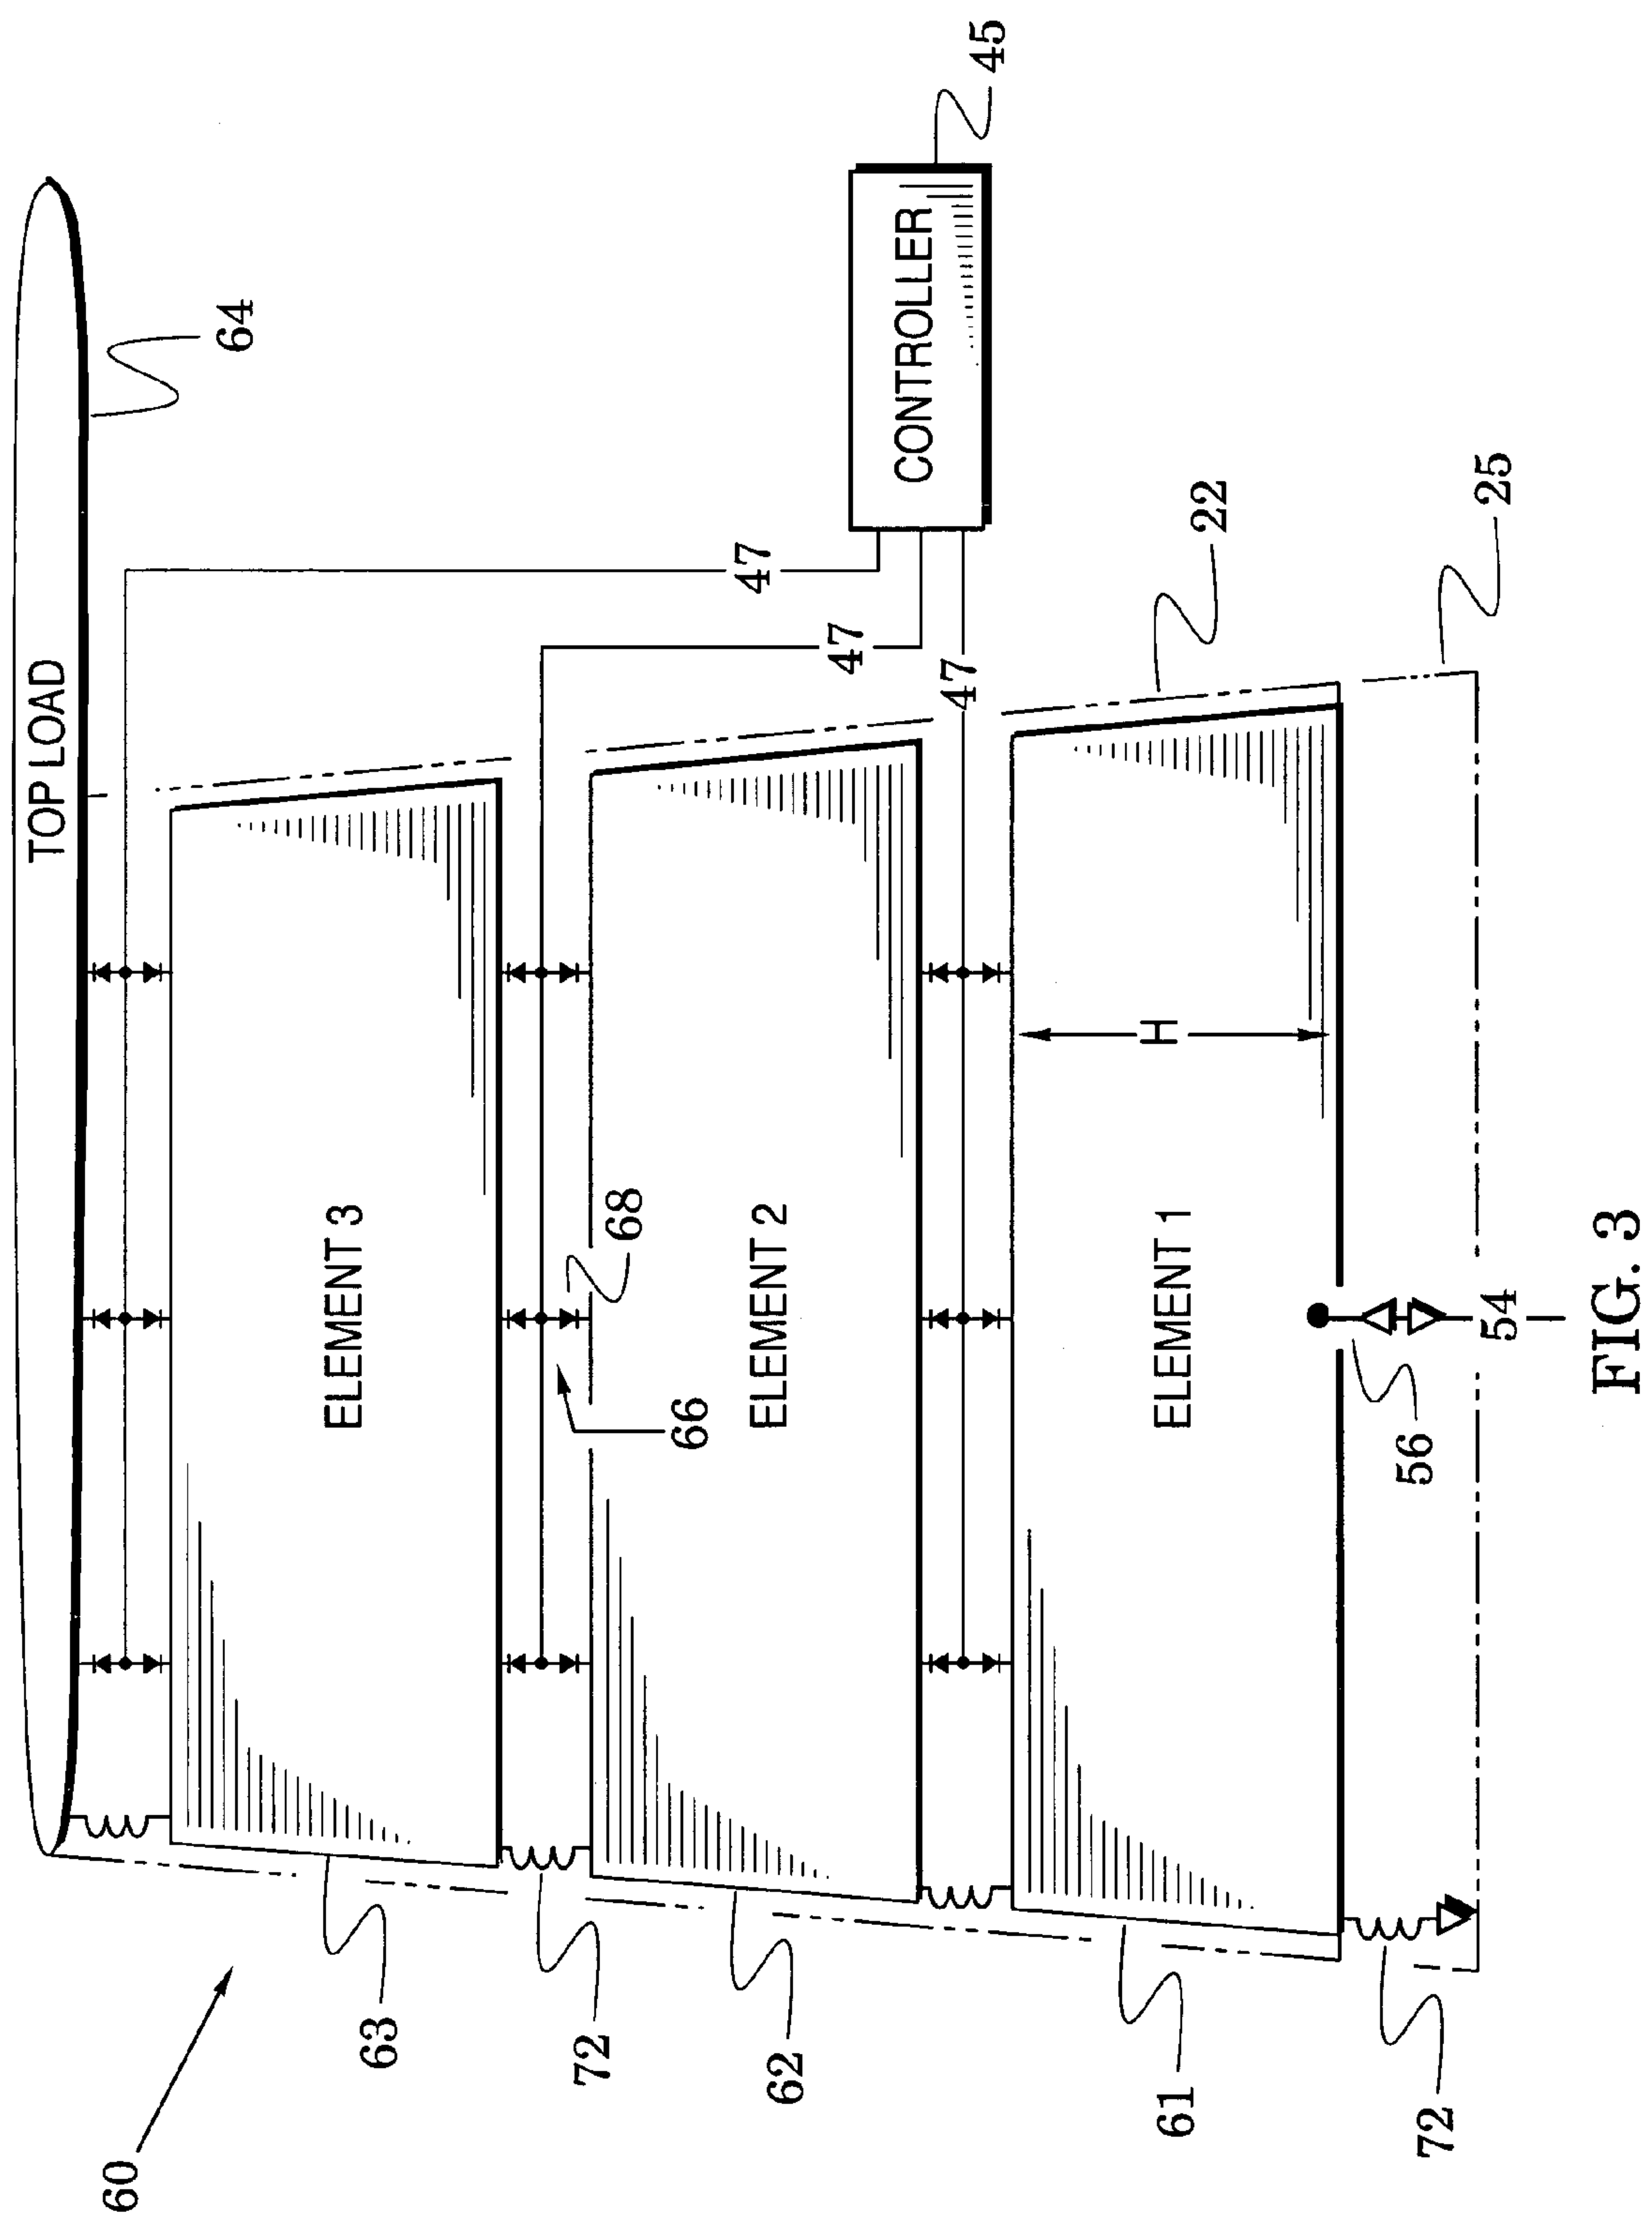 TOP LOAD
64
45
CONTROLLER
47
47
47
22
25
ELEMENT 3
68
66
ELEMENT 2
H
ELEMENT 1
54
56
60
63
72
62
61
72
FIG. 3